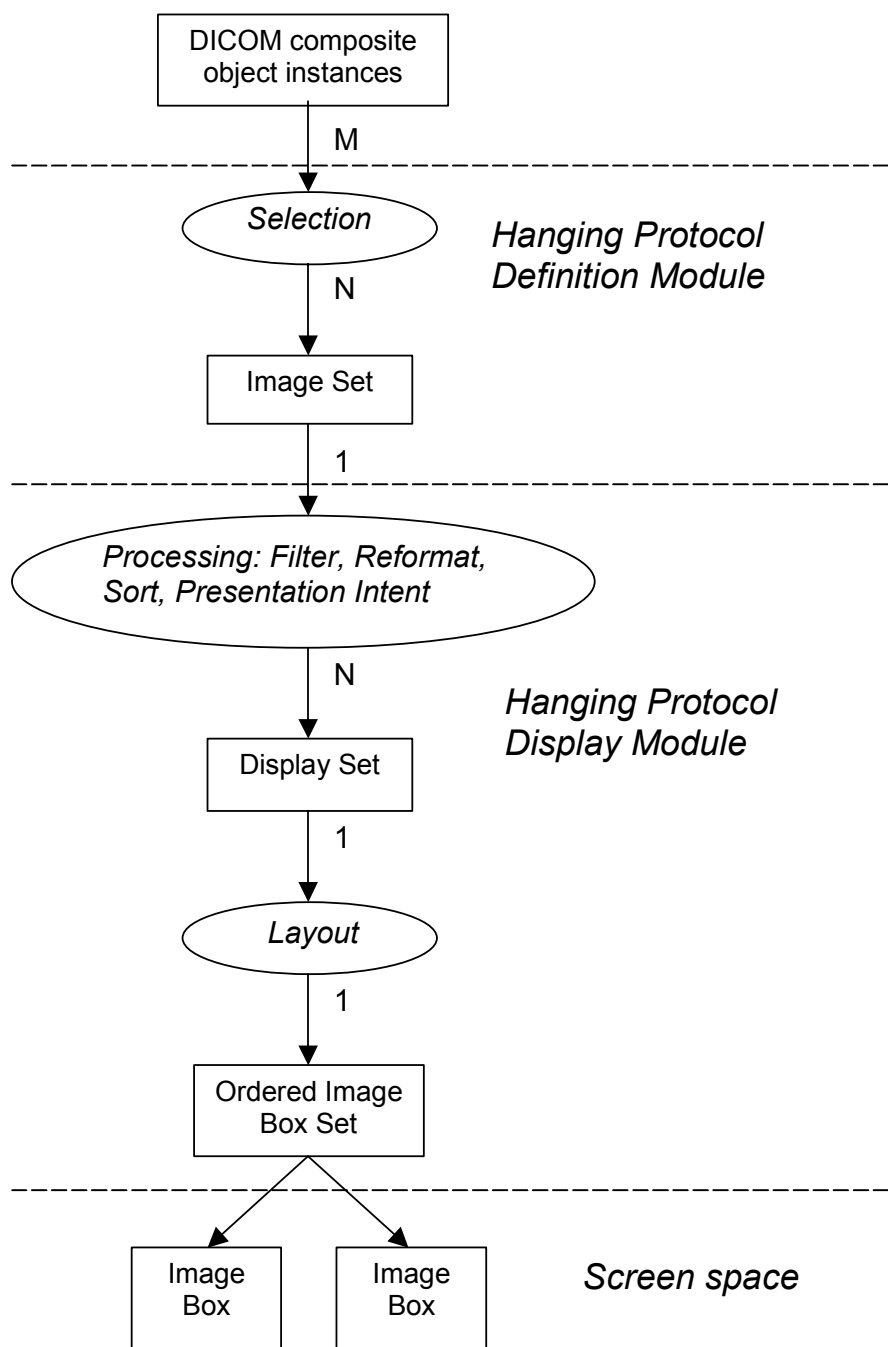 DICOM composite
object instances
M
Selection
Hanging Protocol
Definition Module
N
Image Set
1
Processing: Filter, Reformat,
Sort, Presentation Intent
N
Hanging Protocol
Display Module
Display Set
1
Layout
1
Ordered Image
Box Set
Image
Box
Image
Box
Screen space